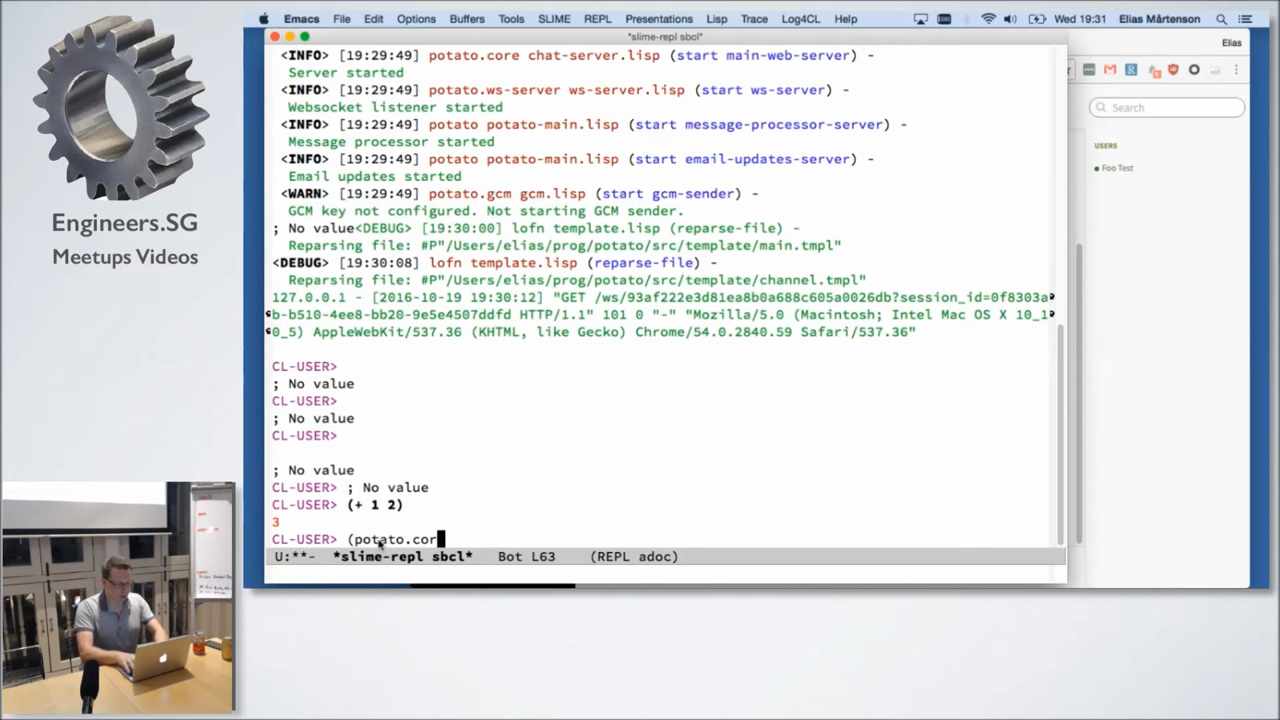 Emacs File Edit Options Buffers Tools SLIME REPL Presentations Lisp Trace Log4CL Help Wed 19:31 Elias Mårtenson
*slime-repl sbcl*
Elias
<INFO> [19:29:49] potato.core chat-server.lisp (start main-web-server) -
Server started
<INFO> [19:29:49] potato.ws-server ws-server.lisp (start ws-server) -
Websocket listener started
<INFO> [19:29:49] potato potato-main.lisp (start message-processor-server) -
Message processor started
<INFO> [19:29:49] potato potato-main.lisp (start email-updates-server) -
Email updates started
<WARN> [19:29:49] potato.gcm gcm.lisp (start gcm-sender) -
GCM key not configured. Not starting GCM sender.
; No value<DEBUG> [19:30:00] lofn template.lisp (reparse-file) -
Reparsing file: #P"/Users/elias/prog/potato/src/template/main.tmpl"
<DEBUG> [19:30:08] lofn template.lisp (reparse-file) -
Reparsing file: #P"/Users/elias/prog/potato/src/template/channel.tmpl"
127.0.0.1 - [2016-10-19 19:30:12] "GET /ws/93af222e3d81ea8b0a688c605a0026db?session_id=0f8303a
b-b510-4ee8-bb20-9e5e4507ddfd HTTP/1.1" 101 0 "-" "Mozilla/5.0 (Macintosh; Intel Mac OS X 10_1
0_5) AppleWebKit/537.36 (KHTML, like Gecko) Chrome/54.0.2840.59 Safari/537.36"
CL-USER>
; No value
CL-USER>
; No value
CL-USER>
; No value
CL-USER> ; No value
CL-USER> (+ 1 2)
3
CL-USER> (potato.cor
U:**- *slime-repl sbcl* Bot L63 (REPL adoc)
Search
USERS
Foo Test
Engineers.SG
Meetups Videos